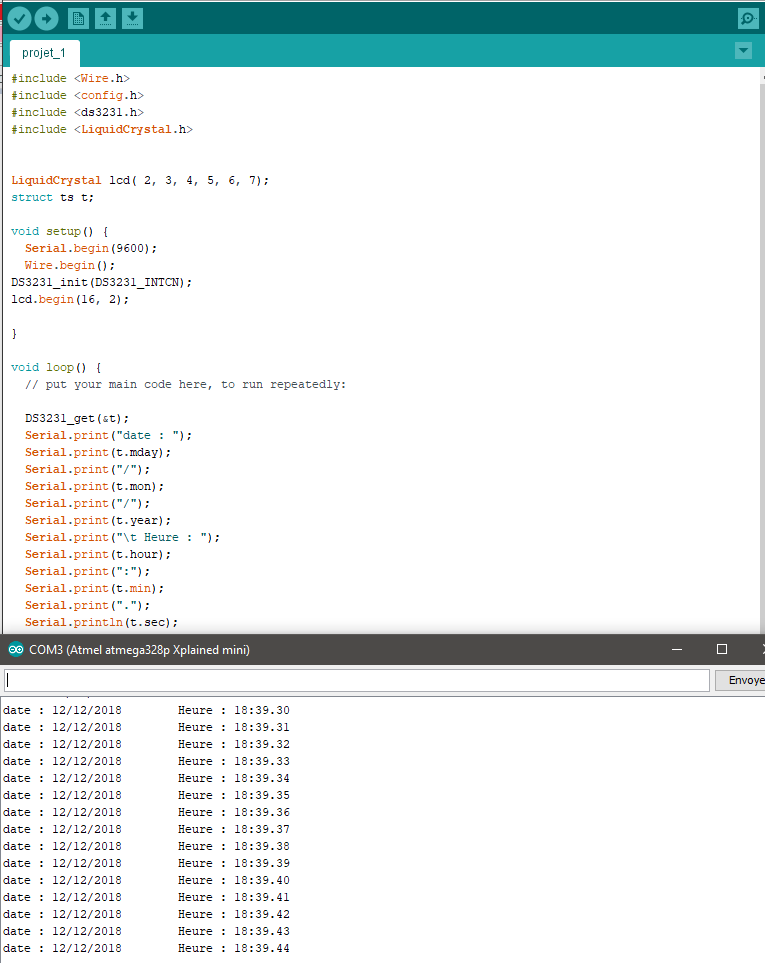 projet_1
#include <Wire.h>
#include <config.h>
#include <ds3231.h>
#include <LiquidCrystal.h>
LiquidCrystal lcd( 2, 3, 4, 5, 6, 7);
struct ts t;
void setup() {
Serial.begin(9600);
Wire.begin();
DS3231_init(DS3231_INTCN);
lcd.begin(16, 2);
}
void loop() {
// put your main code here, to run repeatedly:
DS3231_get(&t);
Serial.print("date : ");
Serial.print(t.mday);
Serial.print("/");
Serial.print(t.mon);
Serial.print("/");
Serial.print(t.year);
Serial.print("\t Heure : ");
Serial.print(t.hour);
Serial.print(":");
Serial.print(t.min);
Serial.print(".");
Serial.println(t.sec);
COM3 (Atmel atmega328p Xplained mini)
Envoye
date : 12/12/2018 Heure : 18:39.30
date : 12/12/2018 Heure : 18:39.31
date : 12/12/2018 Heure : 18:39.32
date : 12/12/2018 Heure : 18:39.33
date : 12/12/2018 Heure : 18:39.34
date : 12/12/2018 Heure : 18:39.35
date : 12/12/2018 Heure : 18:39.36
date : 12/12/2018 Heure : 18:39.37
date : 12/12/2018 Heure : 18:39.38
date : 12/12/2018 Heure : 18:39.39
date : 12/12/2018 Heure : 18:39.40
date : 12/12/2018 Heure : 18:39.41
date : 12/12/2018 Heure : 18:39.42
date : 12/12/2018 Heure : 18:39.43
date : 12/12/2018 Heure : 18:39.44